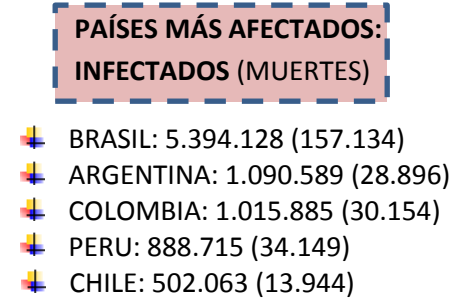 PAÍSES MÁS AFECTADOS:
INFECTADOS (MUERTES)
BRASIL: 5.394.128 (157.134)
ARGENTINA: 1.090.589 (28.896)
COLOMBIA: 1.015.885 (30.154)
PERU: 888.715 (34.149)
CHILE: 502.063 (13.944)